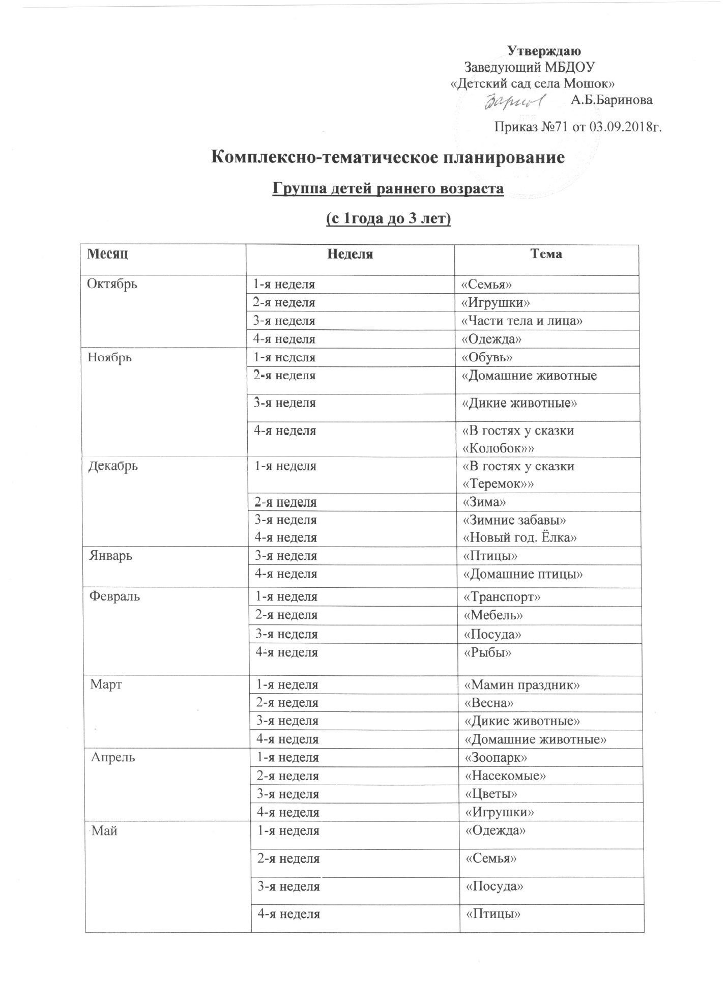 Утверждаю
Заведующий МБДОУ
«Детский сад села Мошок»
А.Б.Баринова
Приказ №71 от 03.09.2018г.
Комплексно-тематическое планирование
Группа детей раннего возраста
(с 1года до 3 лет)
Месяц Неделя Тема
Октябрь 1-я неделя «Семья»
2-я неделя «Игрушки»
3-я неделя «Части тела и лица»
4-я неделя «Одежда»
Ноябрь 1-я неделя «Обувь»
2-я неделя «Домашние животные
3-я неделя «Дикие животные»
4-я неделя «В гостях у сказки
«Колобок»»
Декабрь 1-я неделя «В гостях у сказки
«Теремок»»
2-я неделя «Зима»
3-я неделя «Зимние забавы»
4-я неделя «Новый год. Ёлка»
Январь 3-я неделя «Птицы»
4-я неделя «Домашние птицы»
Февраль 1-я неделя «Транспорт»
2-я неделя «Мебель»
3-я неделя «Посуда»
4-я неделя «Рыбы»
Март 1-я неделя «Мамин праздник»
2-я неделя «Весна»
3-я неделя «Дикие животные»
4-я неделя «Домашние животные»
Апрель 1-я неделя «Зоопарк»
2-я неделя «Насекомые»
3-я неделя «Цветы»
4-я неделя «Игрушки»
Май 1-я неделя «Одежда»
2-я неделя «Семья»
3-я неделя «Посуда»
4-я неделя «Птицы»